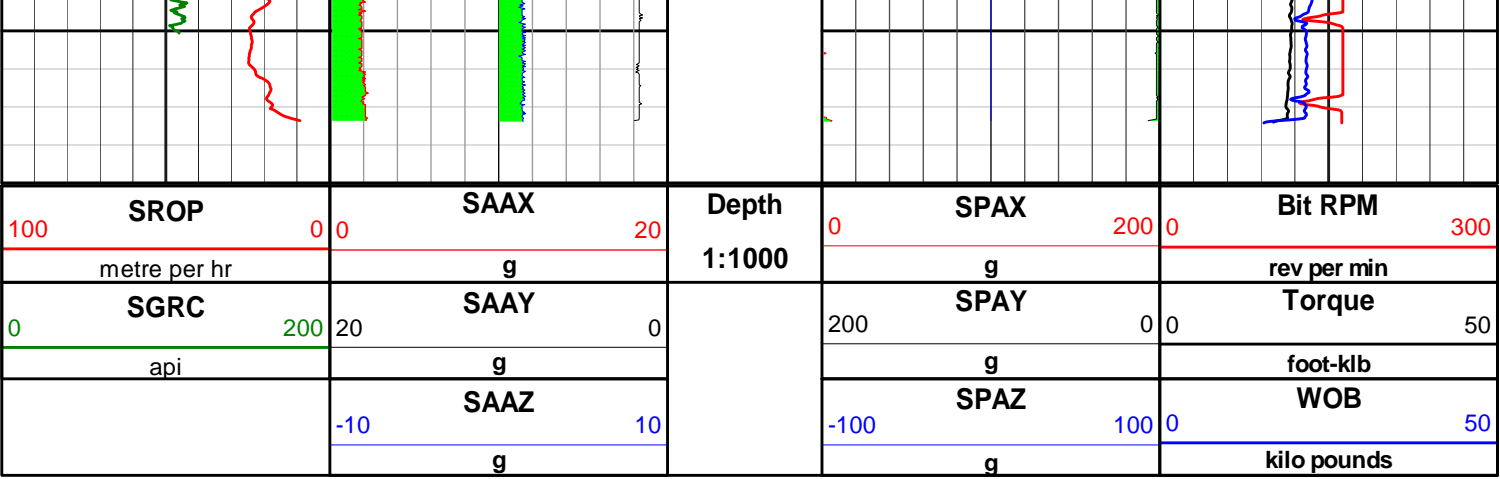 SROP SAAX Depth SPAX Bit RPM
100 0 0 20 0 200 0 300
metre per hr g 1:1000 g rev per min
SGRC SAAY SPAY Torque
0 200 20 0 200 0 0 50
api g g foot-klb
SAAZ SPAZ WOB
-10 10 -100 100 0 50
g g kilo pounds